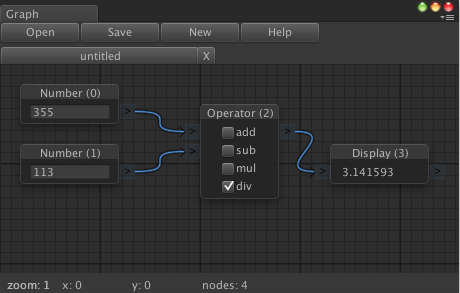 Graph
Open Save New Help
untitled X
Number (0)
355
Number (1)
113
Operator (2)
add
sub
mul
div
Display (3)
3.141593
zoom: 1 x: 0 y: 0 nodes: 4